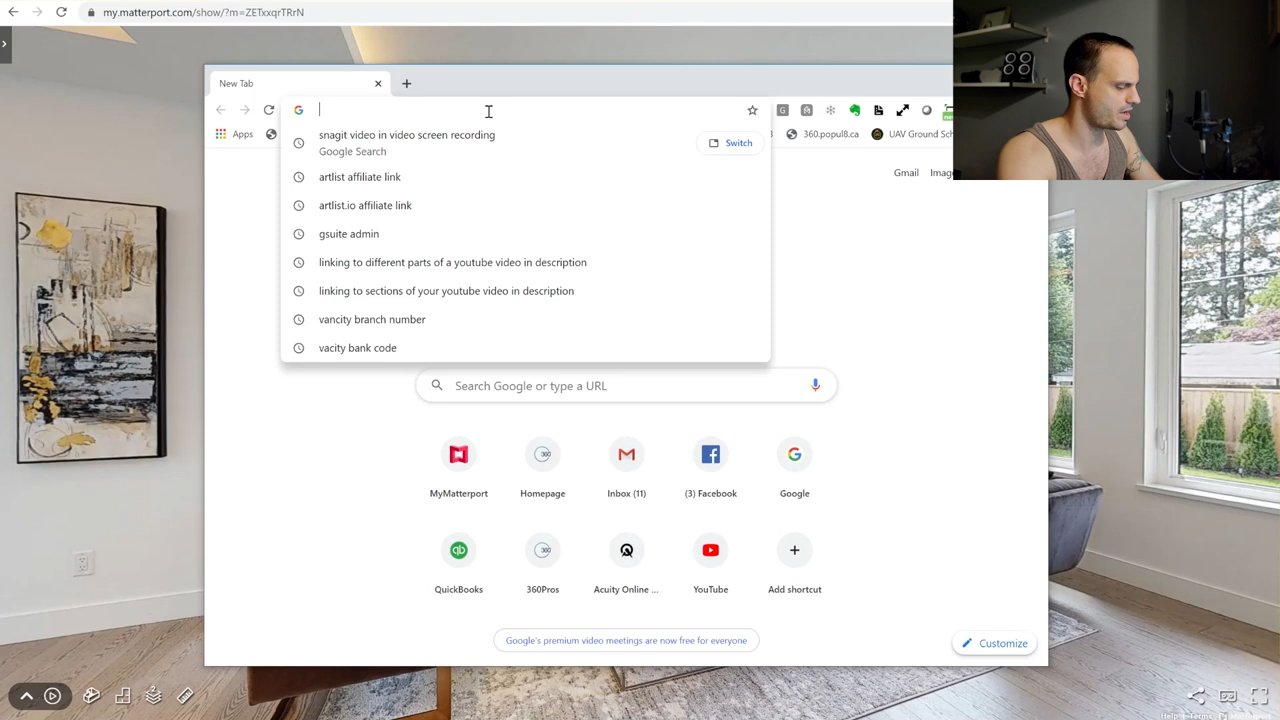 my.matterport.com/show/?m=ZETxxqrTRrN
New Tab
snagit video in video screen recording
Google Search
Switch
artlist affiliate link
artlist.io affiliate link
gsuite admin
linking to different parts of a youtube video in description
linking to sections of your youtube video in description
vancity branch number
vacity bank code
Apps
360.popul8.ca
UAV Ground Sch
Gmail
Imag
Search Google or type a URL
MyMatterport
Homepage
Inbox (11)
(3) Facebook
Google
QuickBooks
360Pros
Acuity Online ...
YouTube
Add shortcut
Google's premium video meetings are now free for everyone
Customize